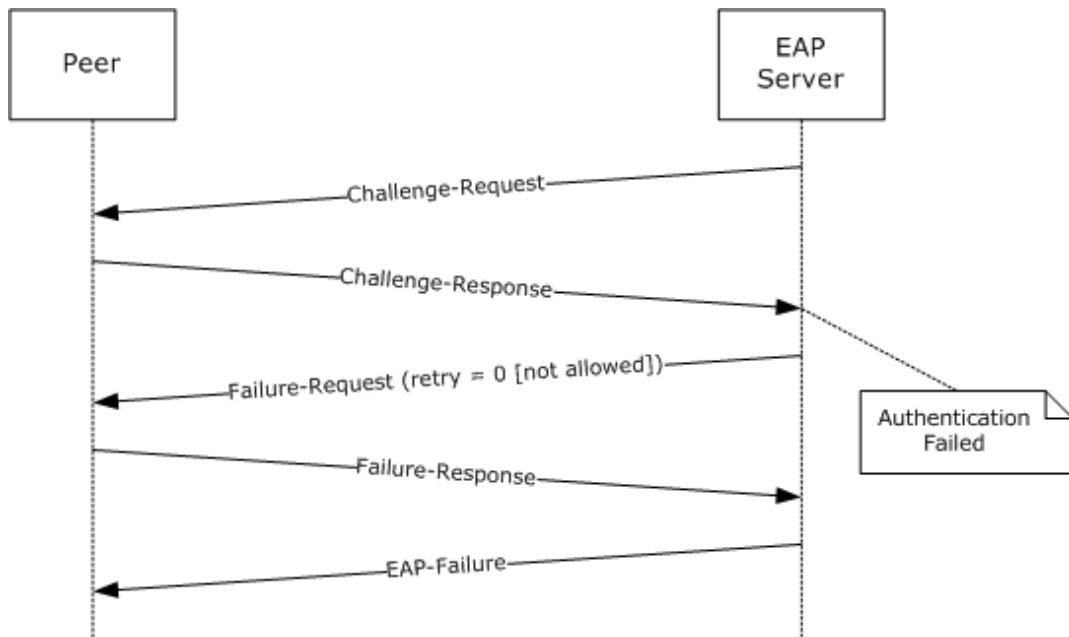 Peer
EAP
Server
Challenge-Request
Challenge-Response
Failure-Request (retry = 0 [not allowed])
Authentication
Failed
Failure-Response
EAP-Failure